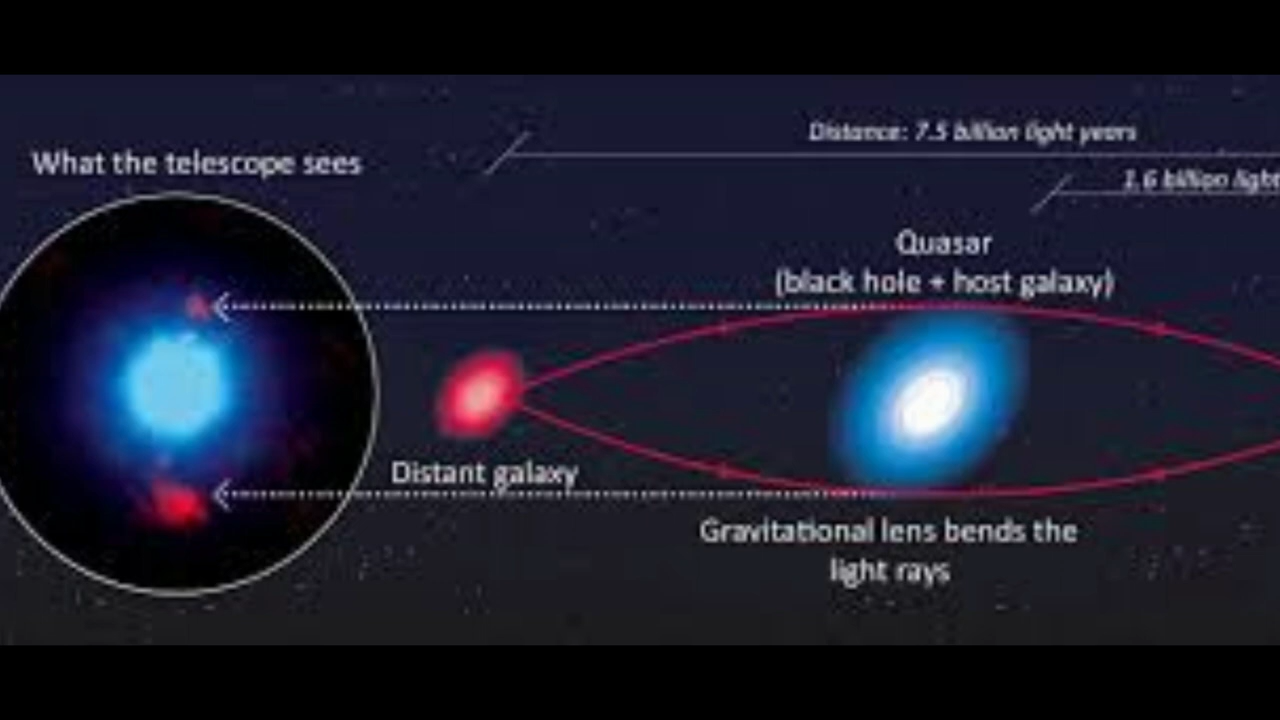 What the telescope sees
Distance: 7.5 billion light years
1.6 billion light
Quasar
(black hole + host galaxy)
Distant galaxy
Gravitational lens bends the
light rays